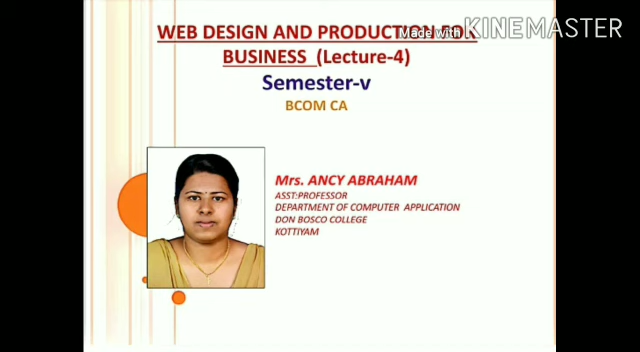 WEB DESIGN AND PRODUCTION FOR
Made with KINEMASTER
BUSINESS (Lecture-4)
Semester-v
BCOM CA
Mrs. ANCY ABRAHAM
ASST:PROFESSOR
DEPARTMENT OF COMPUTER APPLICATION
DON BOSCO COLLEGE
KOTTIYAM